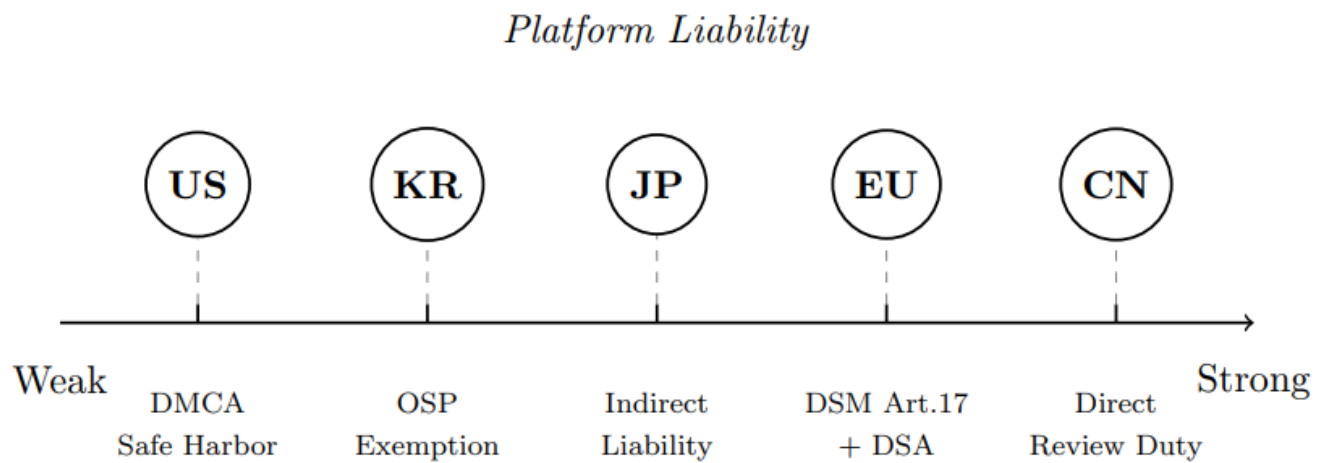 Platform Liability
US KR JP EU CN
Weak Strong
DMCA OSP Indirect DSM Art.17 Direct
Safe Harbor Exemption Liability + DSA Review Duty